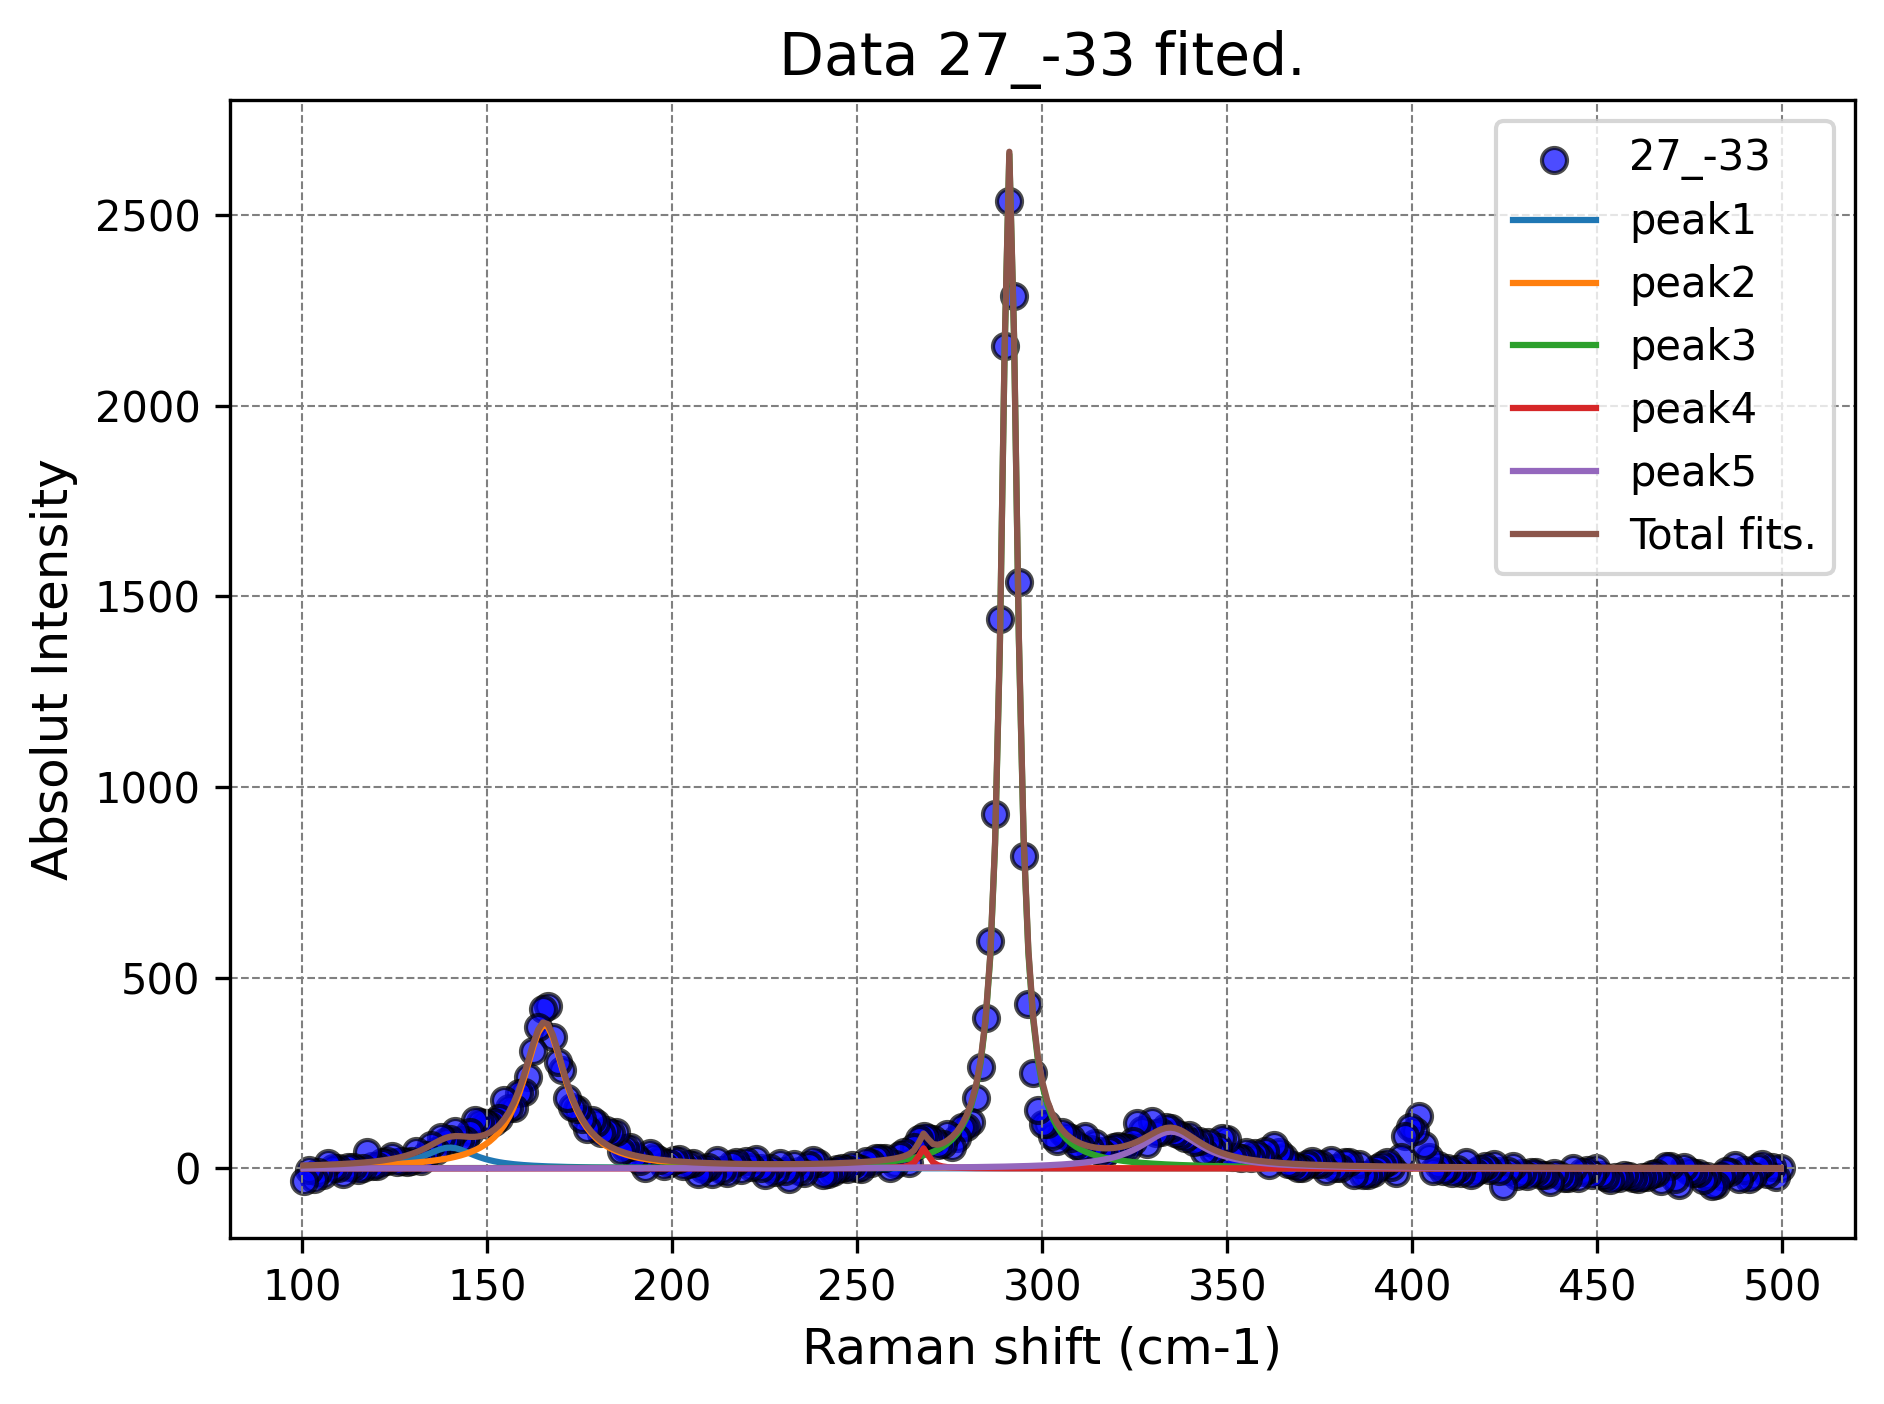 Data 27_-33 fited.
27_-33
peak1
peak2
peak3
peak4
peak5
Total fits.
Absolut Intensity
2500
2000
1500
1000
500
0
100 150 200 250 300 350 400 450 500
Raman shift (cm-1)